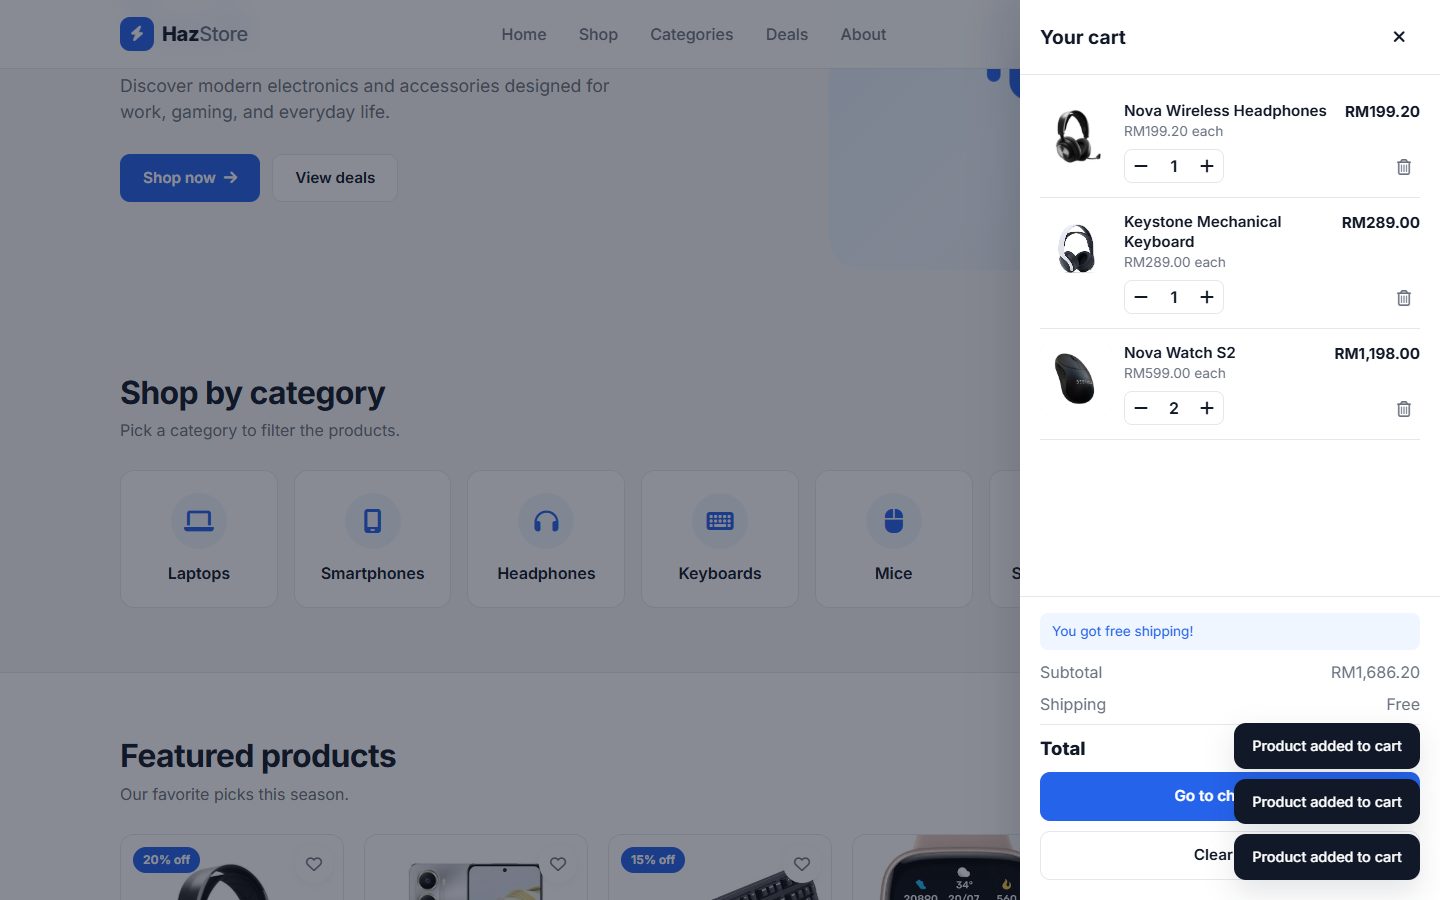 HazStore
Home
Shop
Categories
Deals
About
Discover modern electronics and accessories designed for
work, gaming, and everyday life.
Shop now →
View deals
Shop by category
Pick a category to filter the products.
Laptops
Smartphones
Headphones
Keyboards
Mice
S
Featured products
Our favorite picks this season.
20% off
15% off
34°
20890
20/07
560
Your cart
Nova Wireless Headphones
RM199.20
RM199.20 each
1
Keystone Mechanical
Keyboard
RM289.00
RM289.00 each
1
Nova Watch S2
RM1,198.00
RM599.00 each
2
You got free shipping!
Subtotal
RM1,686.20
Shipping
Free
Total
Product added to cart
Go to ch
Product added to cart
Clear
Product added to cart